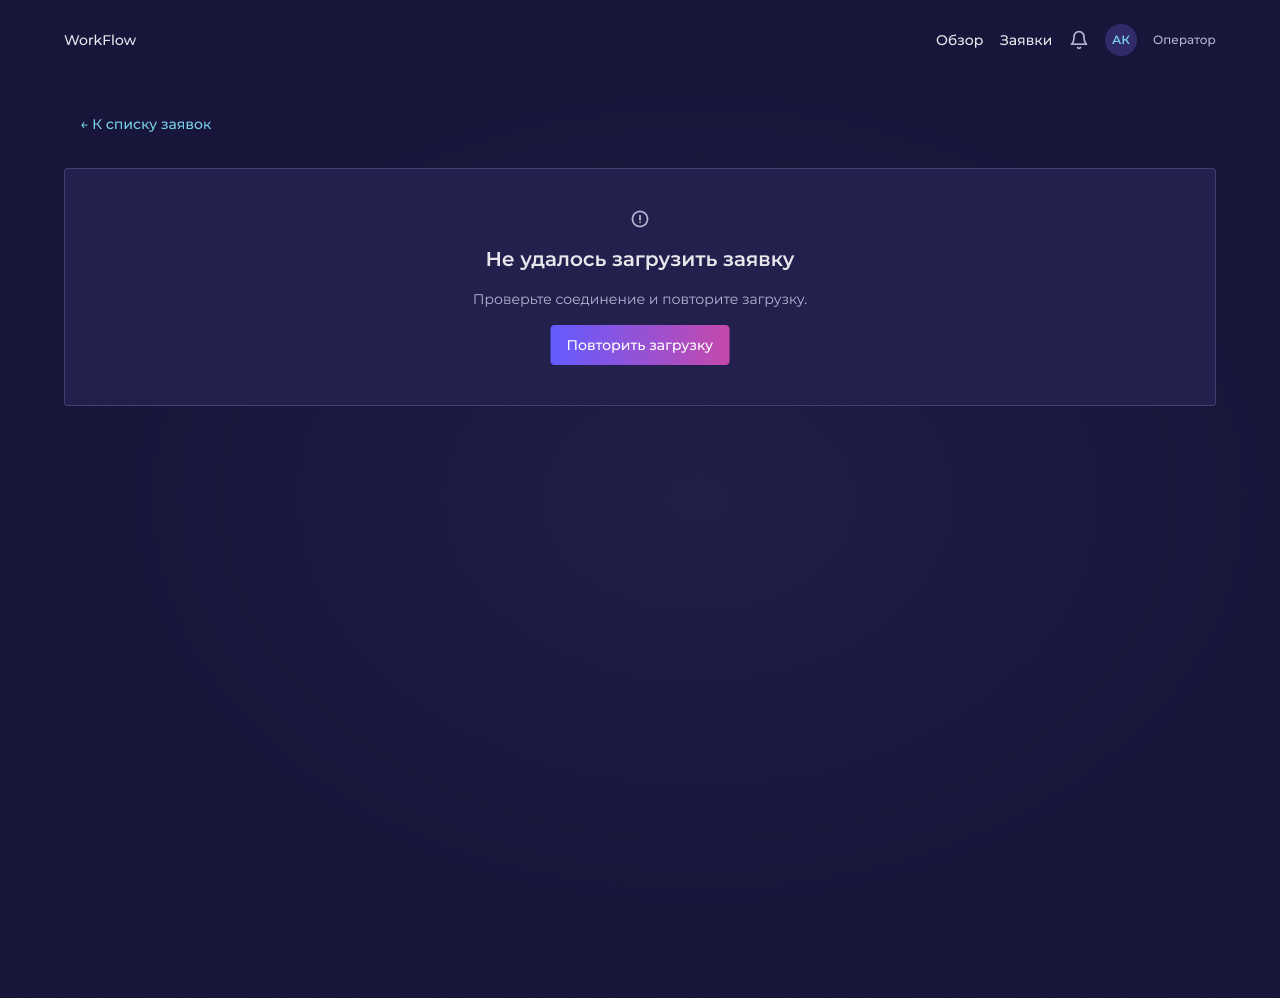 WorkFlow
Обзор Заявки АК Оператор
← К списку заявок
Не удалось загрузить заявку
Проверьте соединение и повторите загрузку.
Повторить загрузку